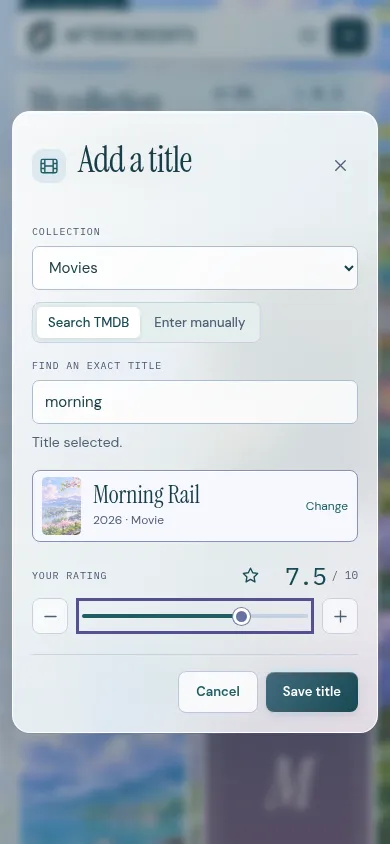 Add a title
COLLECTION
Movies
Search TMDB Enter manually
FIND AN EXACT TITLE
morning
Title selected.
Morning Rail
2026 · Movie
Change
YOUR RATING 7.5 / 10
Cancel Save title
M